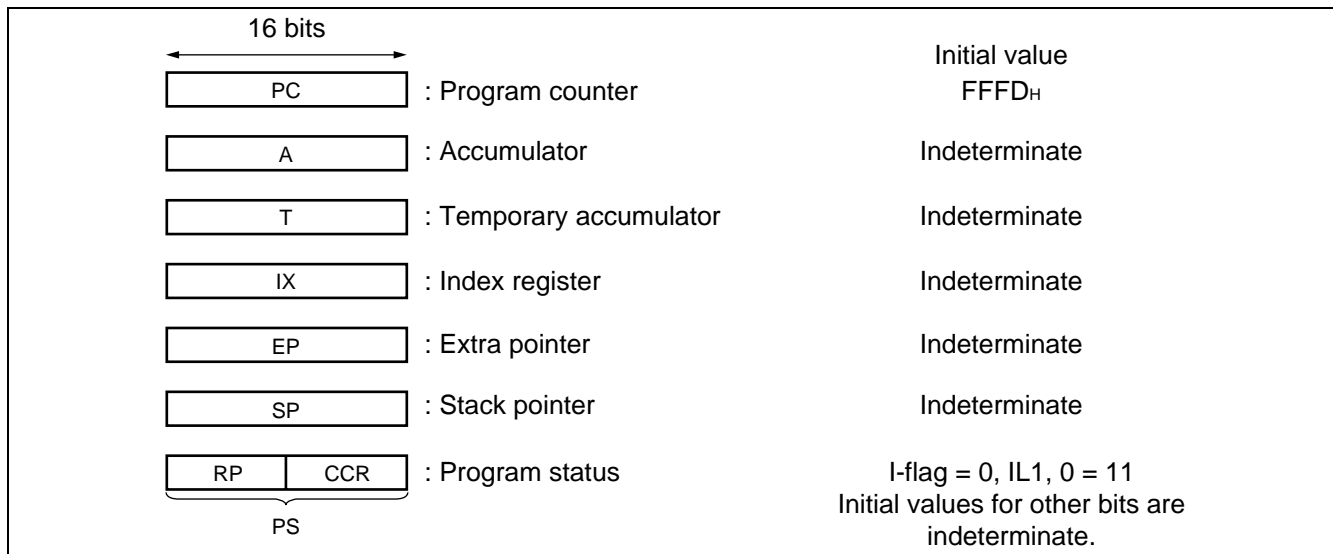 16 bits
Initial value
PC : Program counter FFFDH
A : Accumulator Indeterminate
T : Temporary accumulator Indeterminate
IX : Index register Indeterminate
EP : Extra pointer Indeterminate
SP : Stack pointer Indeterminate
RP CCR : Program status I-flag = 0, IL1, 0 = 11
Initial values for other bits are
PS indeterminate.